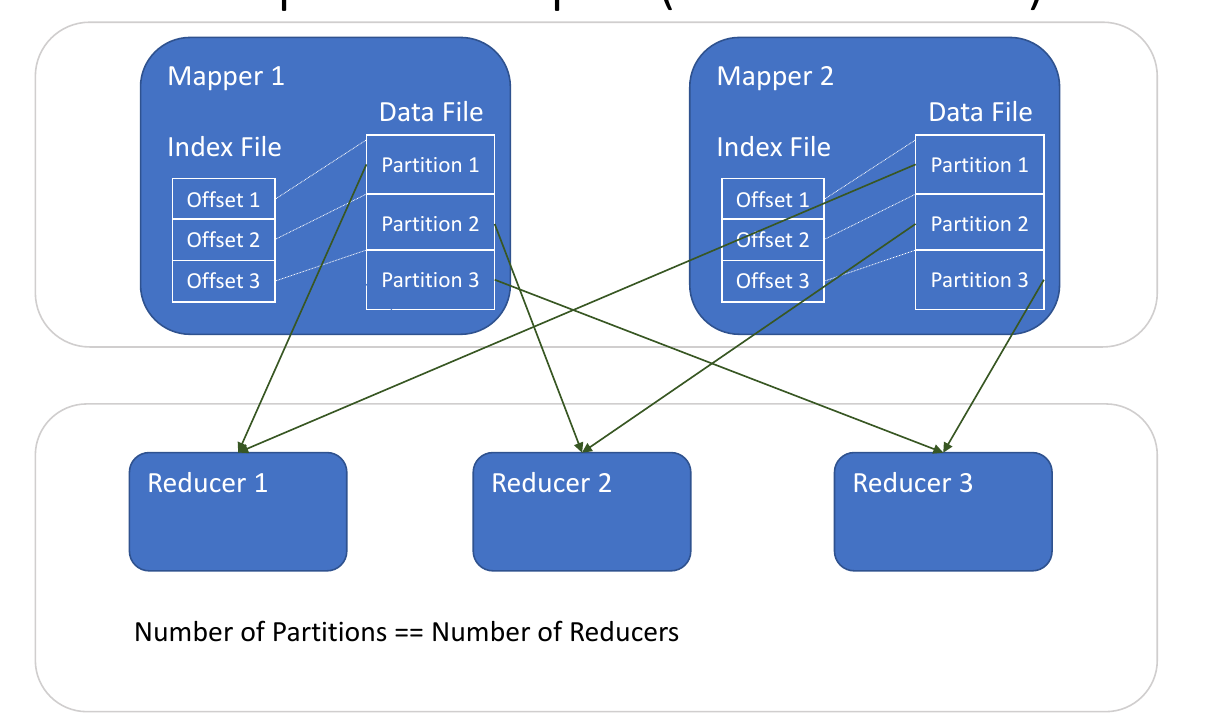 Mapper 1
Data File
Index File
Partition 1
Offset 1
Partition 2
Offset 2
Partition 3
Offset 3
Mapper 2
Data File
Index File
Partition 1
Offset 1
Partition 2
Offset 2
Partition 3
Offset 3
Reducer 1
Reducer 2
Reducer 3
Number of Partitions == Number of Reducers